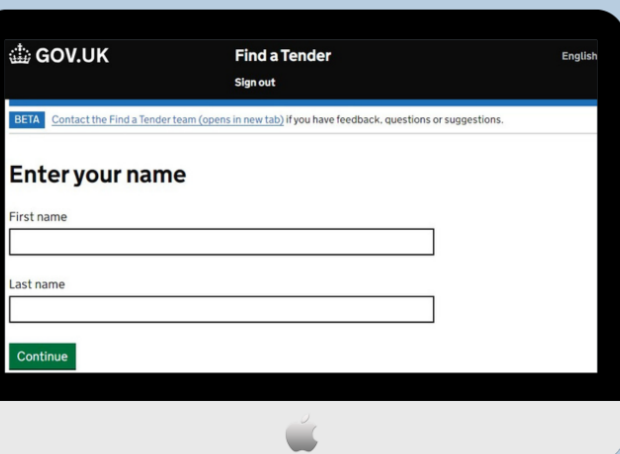 GOV.UK
Find a Tender
English
Sign out
BETA Contact the Find a Tender team (opens in new tab) if you have feedback, questions or suggestions.
Enter your name
First name
Last name
Continue